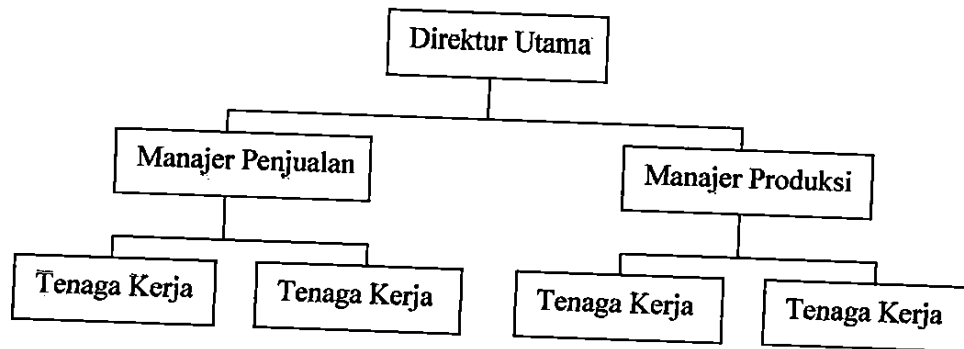 Direktur Utama
Manajer Penjualan
Manajer Produksi
Tenaga Kerja
Tenaga Kerja
Tenaga Kerja
Tenaga Kerja